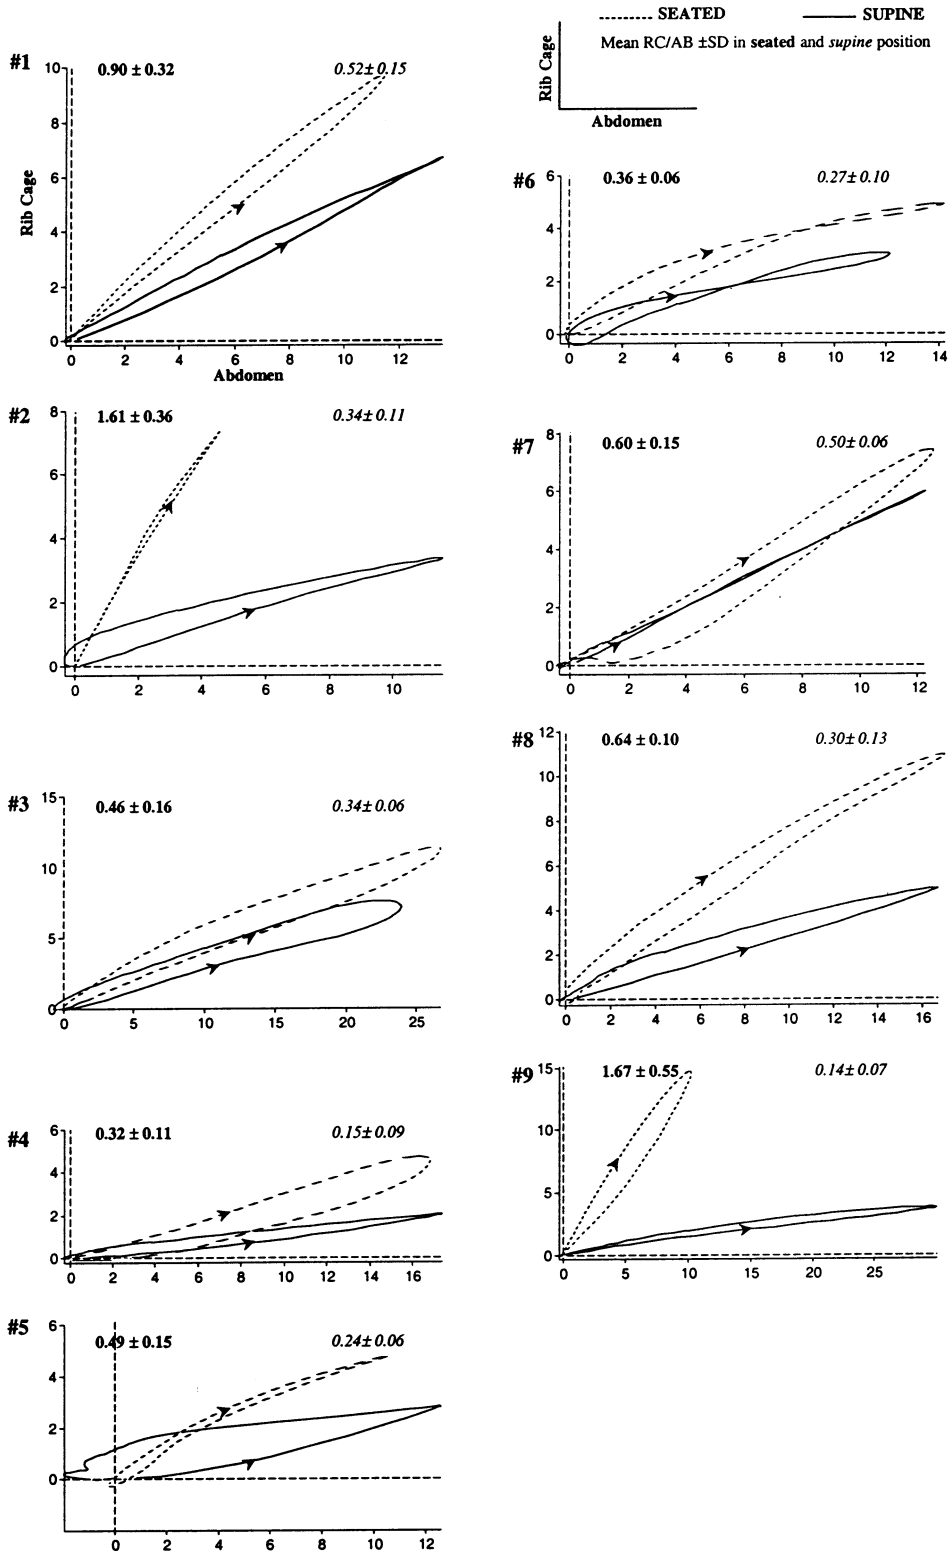 SEATED SUPINE
Mean RC/AB ±SD in seated and supine position
Rib Cage
Abdomen
#1
0.90 ± 0.32 0.52± 0.15
10
8
6
4
2
0
Rib Cage
0 2 4 6 8 10 12
Abdomen
#2
1.61 ± 0.36 0.34± 0.11
8
6
4
2
0
0 2 4 6 8 10
#3
0.46 ± 0.16 0.34± 0.06
15
10
5
0
0 5 10 15 20 25
#4
0.32 ± 0.11 0.15± 0.09
6
4
2
0
0 2 4 6 8 10 12 14 16
#5
0.49 ± 0.15 0.24± 0.06
6
4
2
0
0 2 4 6 8 10 12
#6
0.36 ± 0.06 0.27± 0.10
6
4
2
0
0 2 4 6 8 10 12 14
#7
0.60 ± 0.15 0.50± 0.06
8
6
4
2
0
0 2 4 6 8 10 12
#8
0.64 ± 0.10 0.30± 0.13
12
10
8
6
4
2
0
0 2 4 6 8 10 12 14 16
#9
1.67 ± 0.55 0.14± 0.07
15
10
5
0
0 5 10 15 20 25